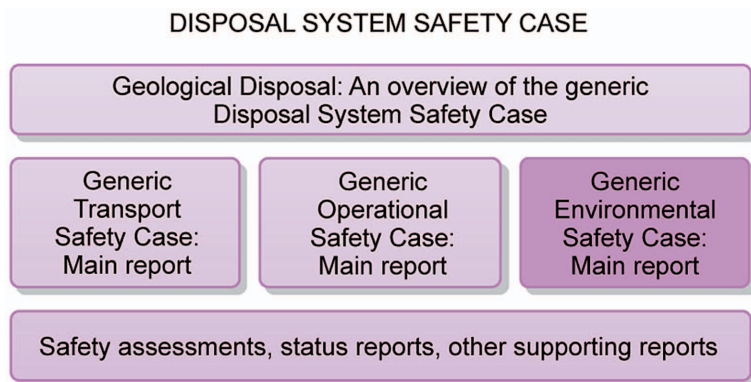 DISPOSAL SYSTEM SAFETY CASE
Geological Disposal: An overview of the generic
Disposal System Safety Case
Generic
Transport
Safety Case:
Main report
Generic
Operational
Safety Case:
Main report
Generic
Environmental
Safety Case:
Main report
Safety assessments, status reports, other supporting reports